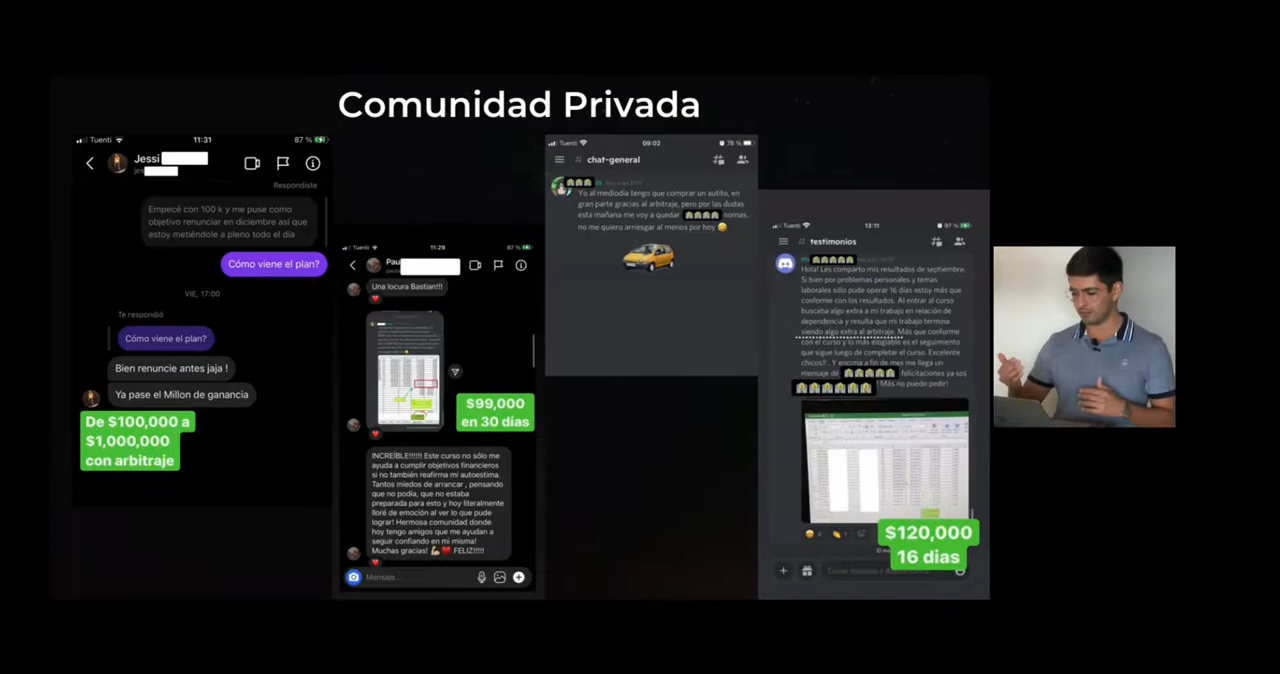 Comunidad Privada
Tuenti
11:31
87 %
Jessi
Respondiste
Empecé con 100 k y me puse como
objetivo renunciar en diciembre así que
estoy metiéndole a pleno todo el día
Cómo viene el plan?
VIE, 17:00
Te respondió
Cómo viene el plan?
Bien renuncie antes jaja !
Ya pase el Millon de ganancia
De $100,000 a
$1,000,000
con arbitraje
Tuenti
11:29
87 %
Pau
Una locura Bastian!!!
$99,000
en 30 días
INCREÍBLE!!!!!! Este curso no sólo me
ayuda a cumplir objetivos financieros
si no también reafirma mi autoestima.
Tantos miedos de arrancar , pensando
que no podía, que no estaba
preparada para esto y hoy literalmente
lloré de emoción al ver lo que pude
lograr! Hermosa comunidad donde
hoy tengo amigos que me ayudan a
seguir confiando en mi misma!
Muchas gracias! 💪❤️ FELIZ!!!!!
Mensaje...
Tuenti
09:02
78 %
chat-general
Yo al mediodía tengo que comprar un autito, en
gran parte gracias al arbitraje, pero por las dudas
esta mañana me voy a quedar nomas.
no me quiero arriesgar al menos por hoy
Tuenti
13:11
97 %
testimonios
Hola! Les comparto mis resultados de septiembre.
Si bien por problemas personales y temas
laborales sólo pude operar 16 días estoy más que
conforme con los resultados. Al entrar al curso
buscaba algo extra a mi trabajo en relación de
dependencia y resulta que mi trabajo termina
siendo algo extra al arbitraje. Más que conforme
con el curso y lo más elogiable es el seguimiento
que sigue luego de completar el curso. Excelente
chicos!! . Y encima a fin de mes me llega un
mensaje de felicitaciones ya sos
! Más no puedo pedir!
$120,000
16 dias